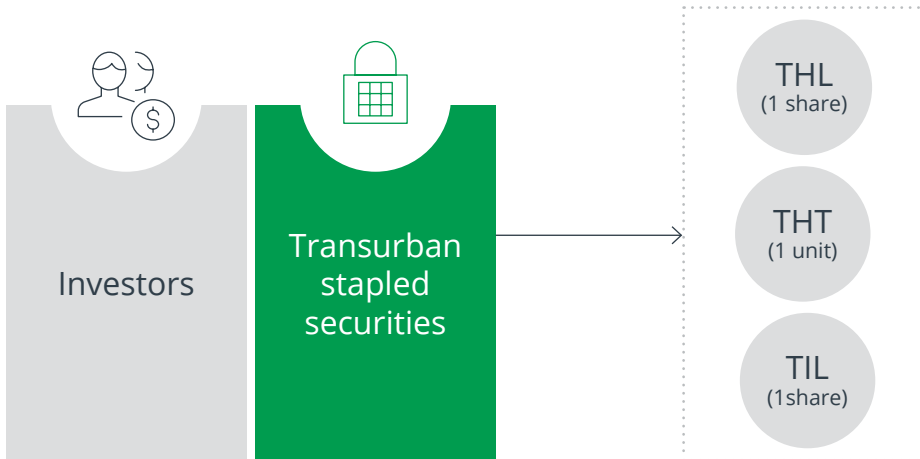 Investors
Transurban
stapled
securities
THL
(1 share)
THT
(1 unit)
TIL
(1share)
$